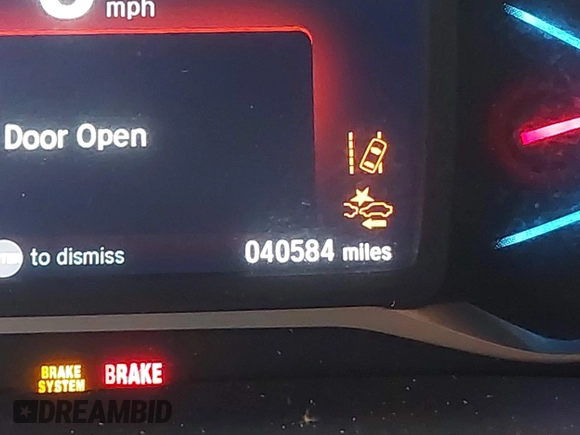 mph
Door Open
to dismiss
040584 miles
BRAKE
SYSTEM
BRAKE
DREAMBID